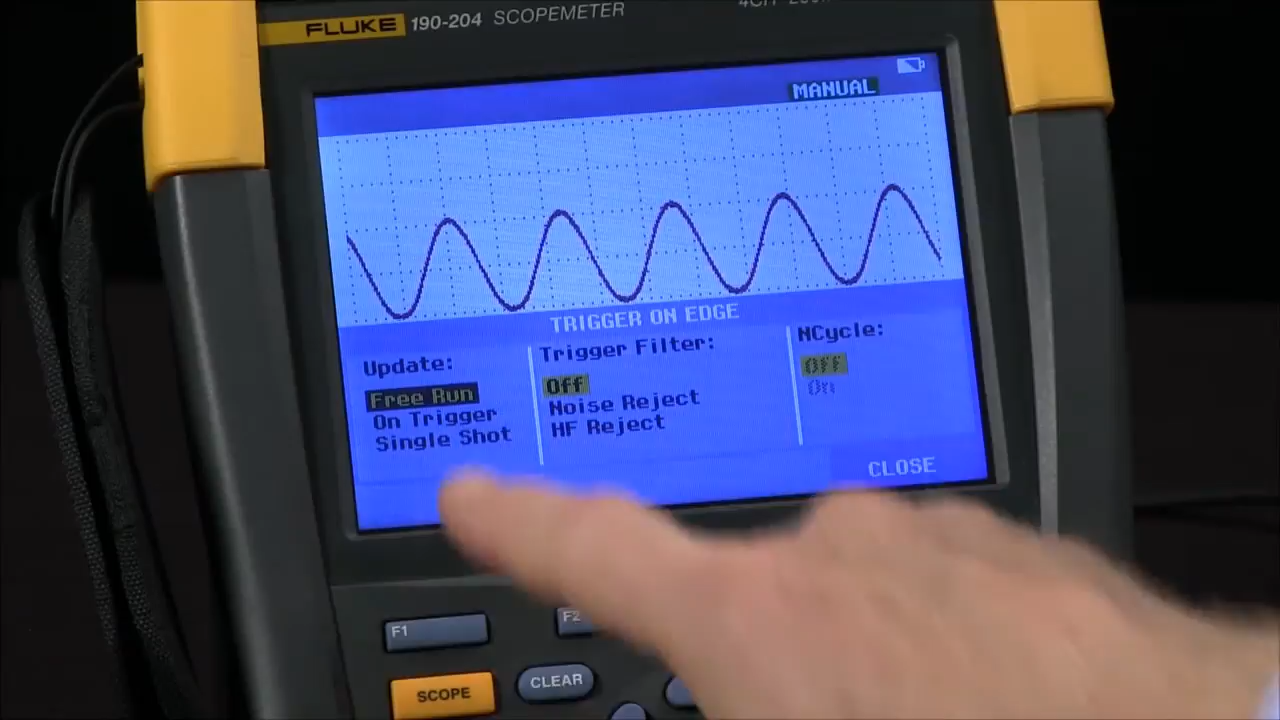 FLUKE 190-204 SCOPEMETER
MANUAL
TRIGGER ON EDGE
Update:
Free Run
On Trigger
Single Shot
Trigger Filter:
Off
Noise Reject
HF Reject
NCycle:
Off
On
CLOSE
F1
F2
SCOPE
CLEAR